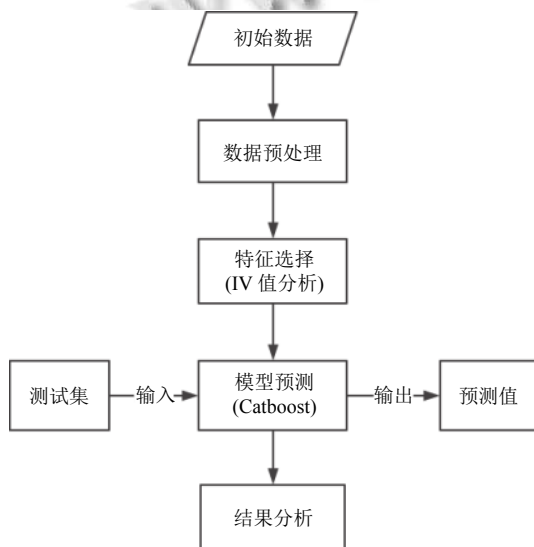 初始数据
数据预处理
特征选择
(IV 值分析)
测试集
输入
模型预测
(Catboost)
输出
预测值
结果分析